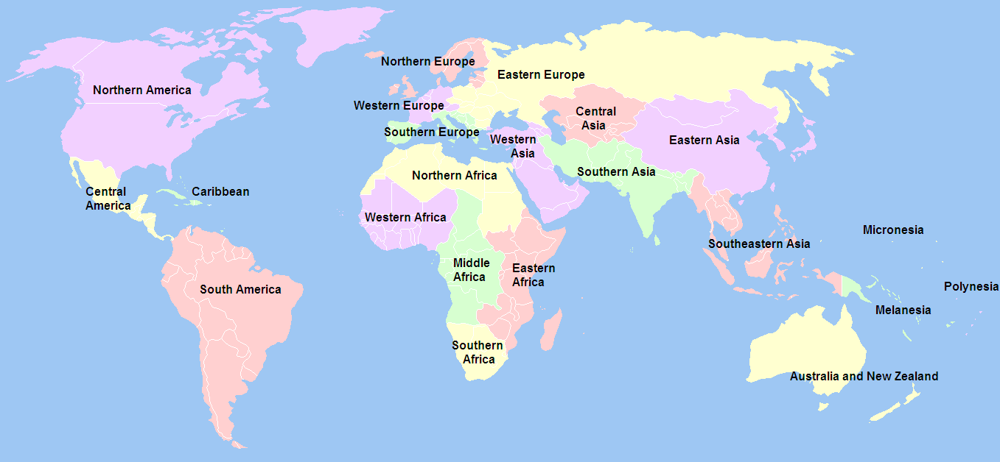 Northern Europe
Eastern Europe
Northern America
Western Europe
Central
Asia
Southern Europe
Western
Asia
Eastern Asia
Southern Asia
Northern Africa
Central
America
Caribbean
Western Africa
Micronesia
Southeastern Asia
Middle
Africa
Eastern
Africa
South America
Polynesia
Melanesia
Southern
Africa
Australia and New Zealand